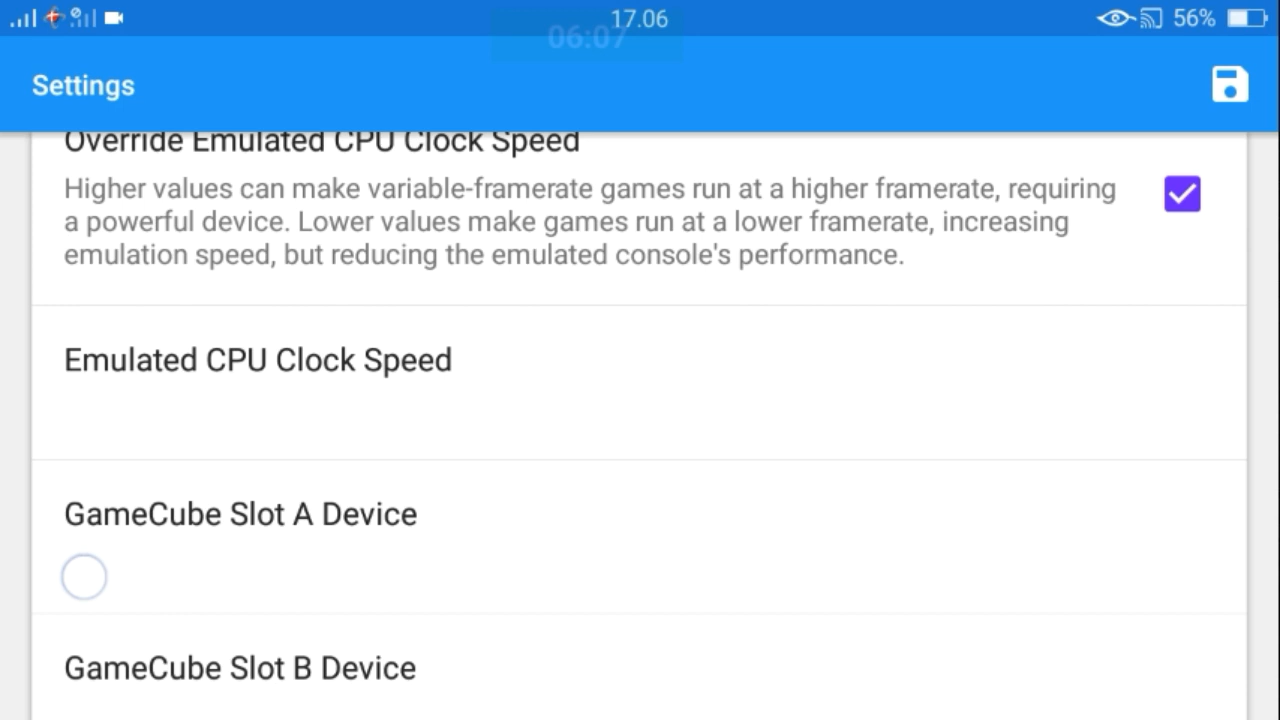 17.06
56%
06:07
Settings
Override Emulated CPU Clock Speed
Higher values can make variable-framerate games run at a higher framerate, requiring
a powerful device. Lower values make games run at a lower framerate, increasing
emulation speed, but reducing the emulated console's performance.
Emulated CPU Clock Speed
GameCube Slot A Device
GameCube Slot B Device